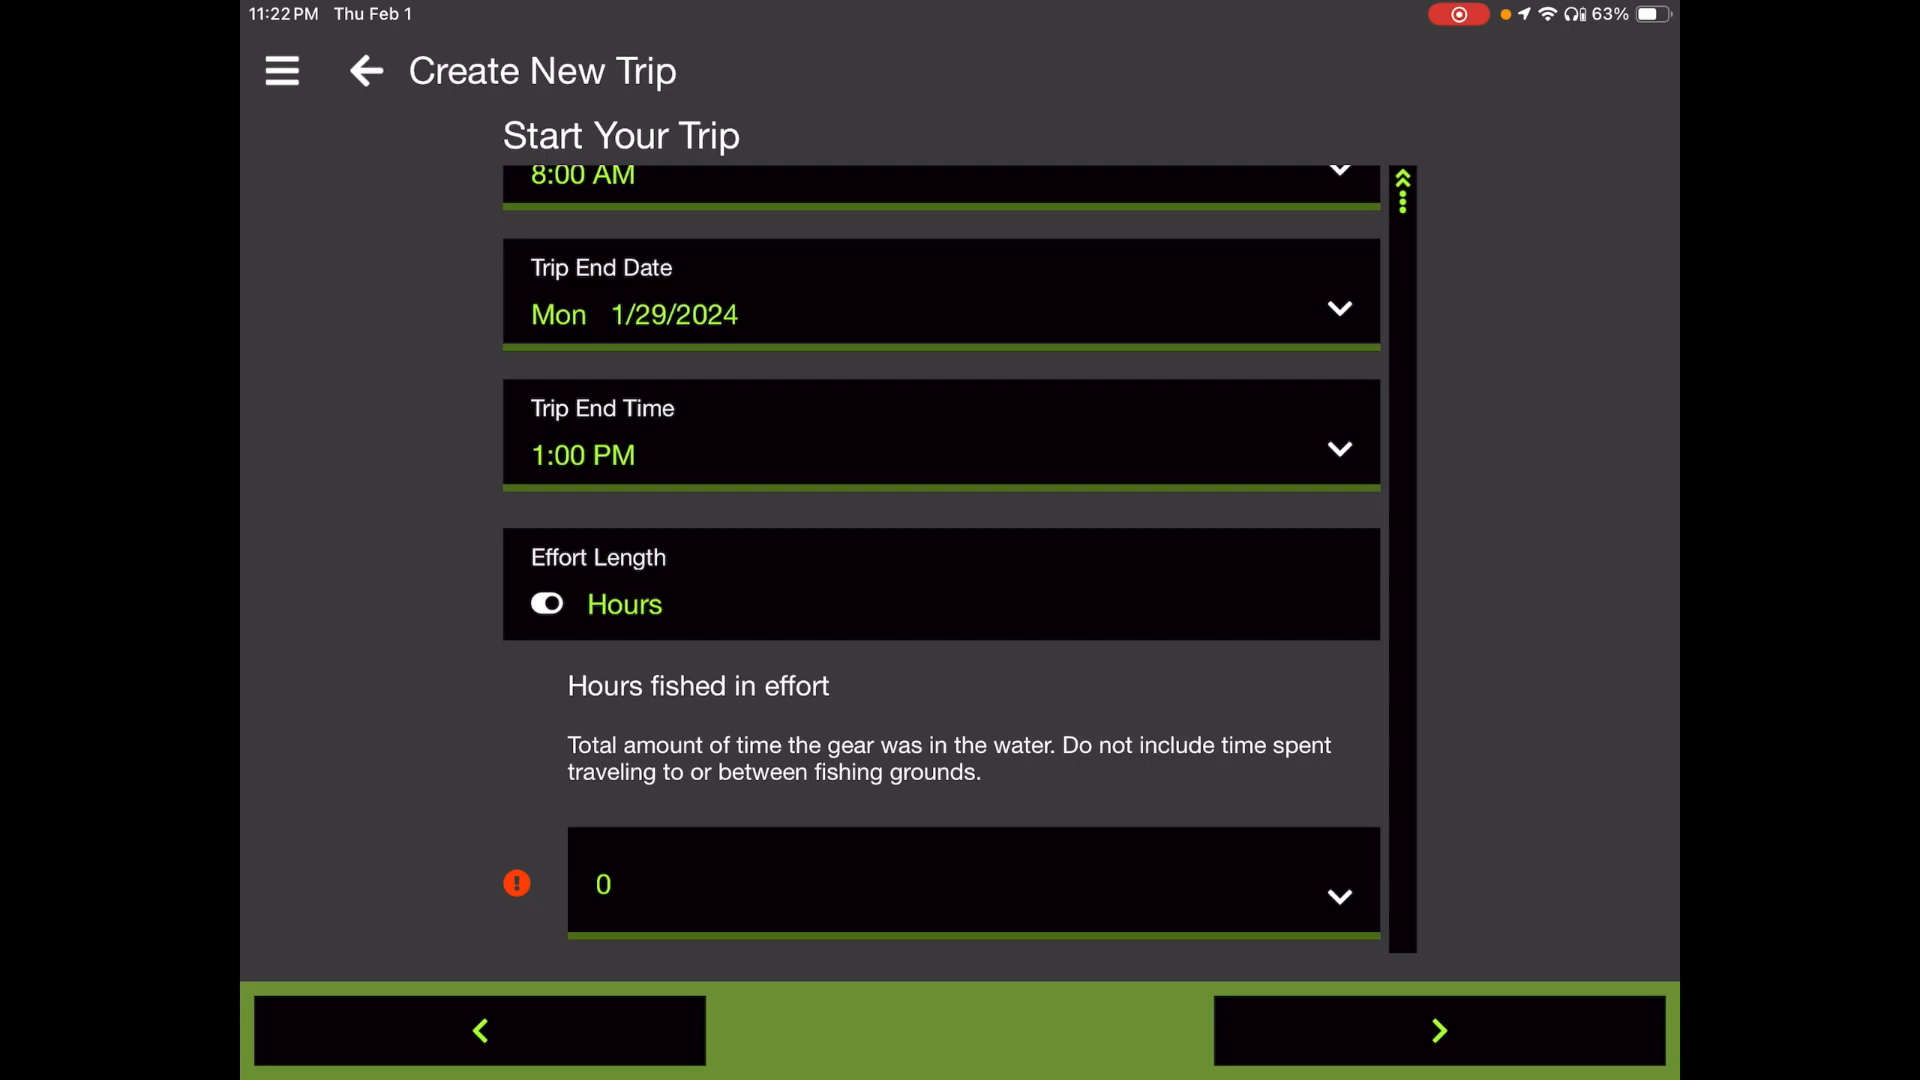 11:22 PM Thu Feb 1
63%
Create New Trip
Start Your Trip
8:00 AM
Trip End Date
Mon 1/29/2024
Trip End Time
1:00 PM
Effort Length
Hours
Hours fished in effort
Total amount of time the gear was in the water. Do not include time spent
traveling to or between fishing grounds.
0